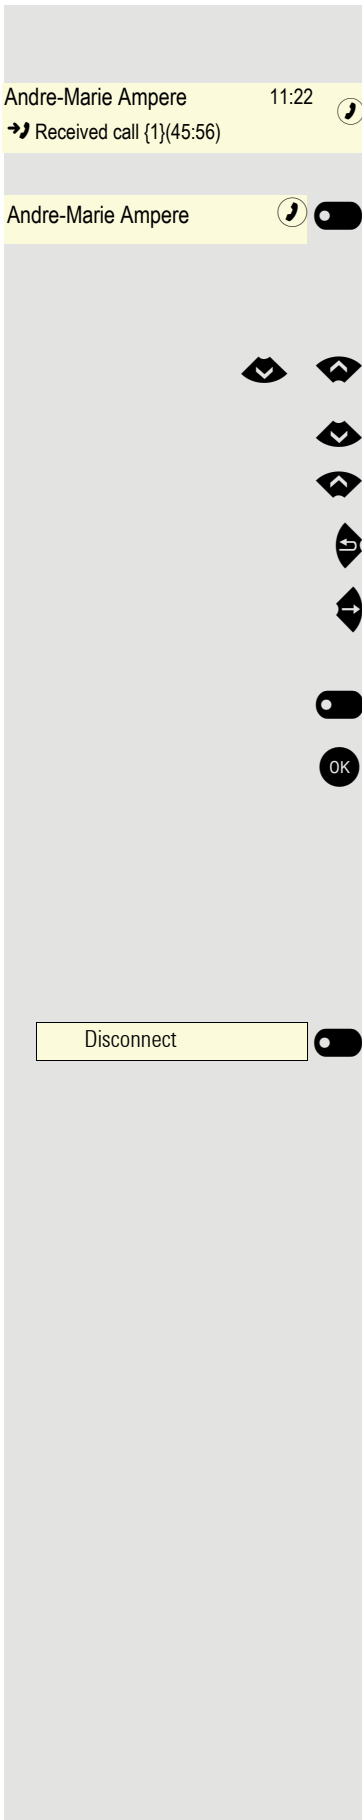 Andre-Marie Ampere 11:22
Received call {1}(45:56)
Andre-Marie Ampere
OK
Disconnect